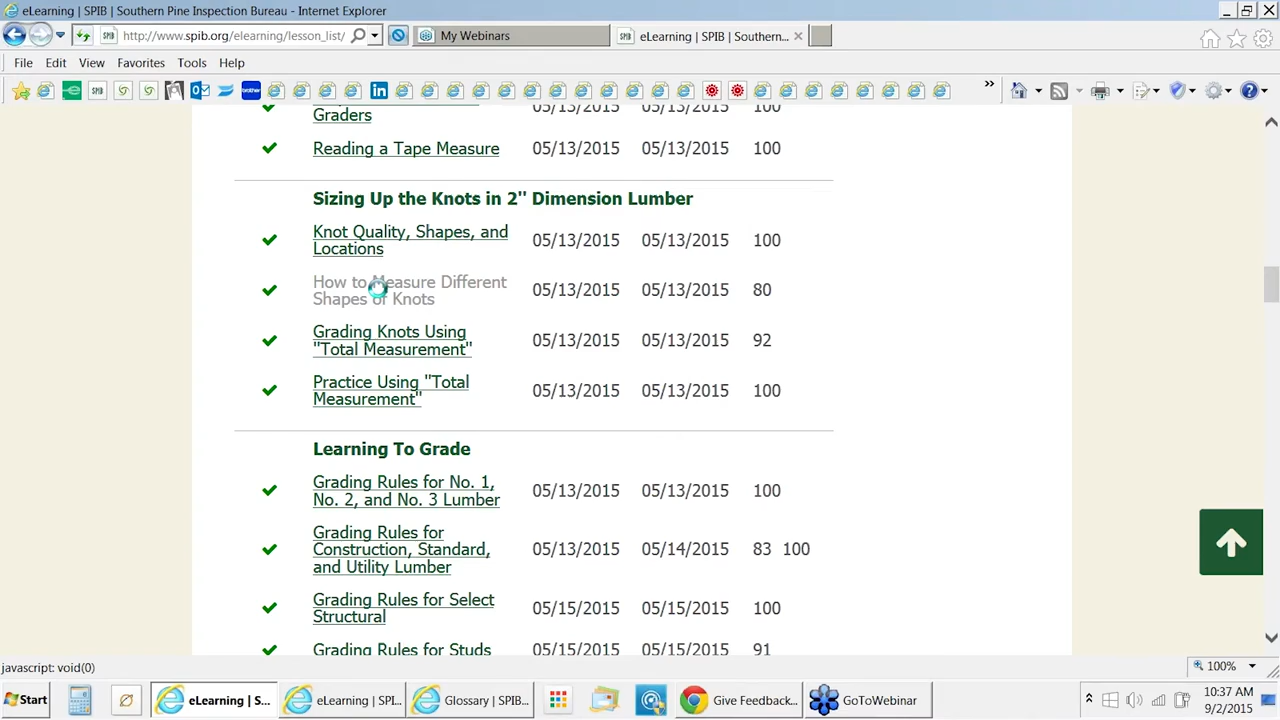 eLearning | SPIB | Southern Pine Inspection Bureau - Internet Explorer
http://www.spib.org/elearning/lesson_list/
My Webinars
eLearning | SPIB | Southern...
File Edit View Favorites Tools Help
Graders
05/13/2015 05/13/2015 100
Reading a Tape Measure 05/13/2015 05/13/2015 100
Sizing Up the Knots in 2" Dimension Lumber
Knot Quality, Shapes, and
Locations
05/13/2015 05/13/2015 100
How to Measure Different
Shapes of Knots
05/13/2015 05/13/2015 80
Grading Knots Using
"Total Measurement"
05/13/2015 05/13/2015 92
Practice Using "Total
Measurement"
05/13/2015 05/13/2015 100
Learning To Grade
Grading Rules for No. 1,
No. 2, and No. 3 Lumber
05/13/2015 05/13/2015 100
Grading Rules for
Construction, Standard,
and Utility Lumber
05/13/2015 05/14/2015 83 100
Grading Rules for Select
Structural
05/15/2015 05/15/2015 100
Grading Rules for Studs 05/15/2015 05/15/2015 91
javascript: void(0)
100%
Start
eLearning | S...
eLearning | SPI...
Glossary | SPIB...
Give Feedback...
GoToWebinar
10:37 AM
9/2/2015